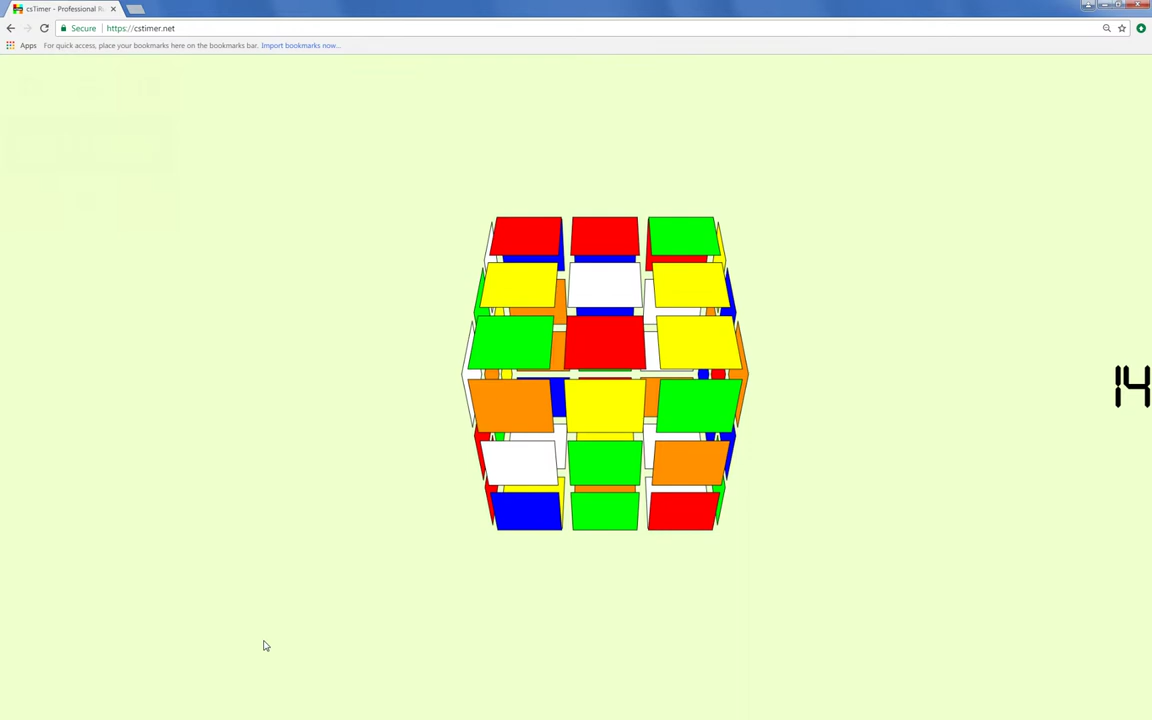 csTimer - Professional Ru
Secure https://cstimer.net
Apps For quick access, place your bookmarks here on the bookmarks bar. Import bookmarks now...
14